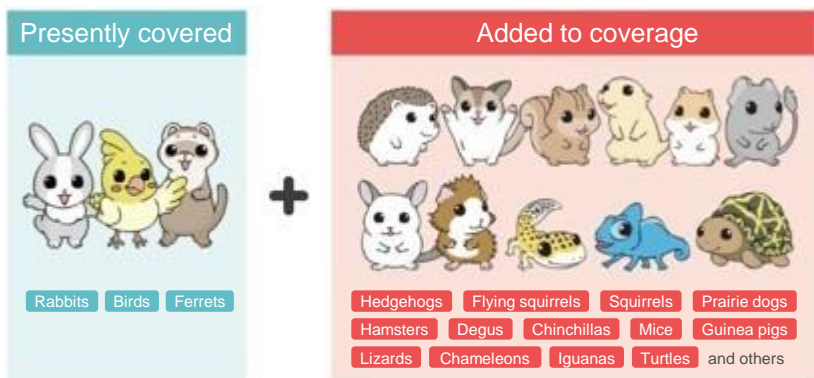 Presently covered
Rabbits Birds Ferrets
+
Added to coverage
Hedgehogs Flying squirrels Squirrels Prairie dogs
Hamsters Degus Chinchillas Mice Guinea pigs
Lizards Chameleons Iguanas Turtles and others